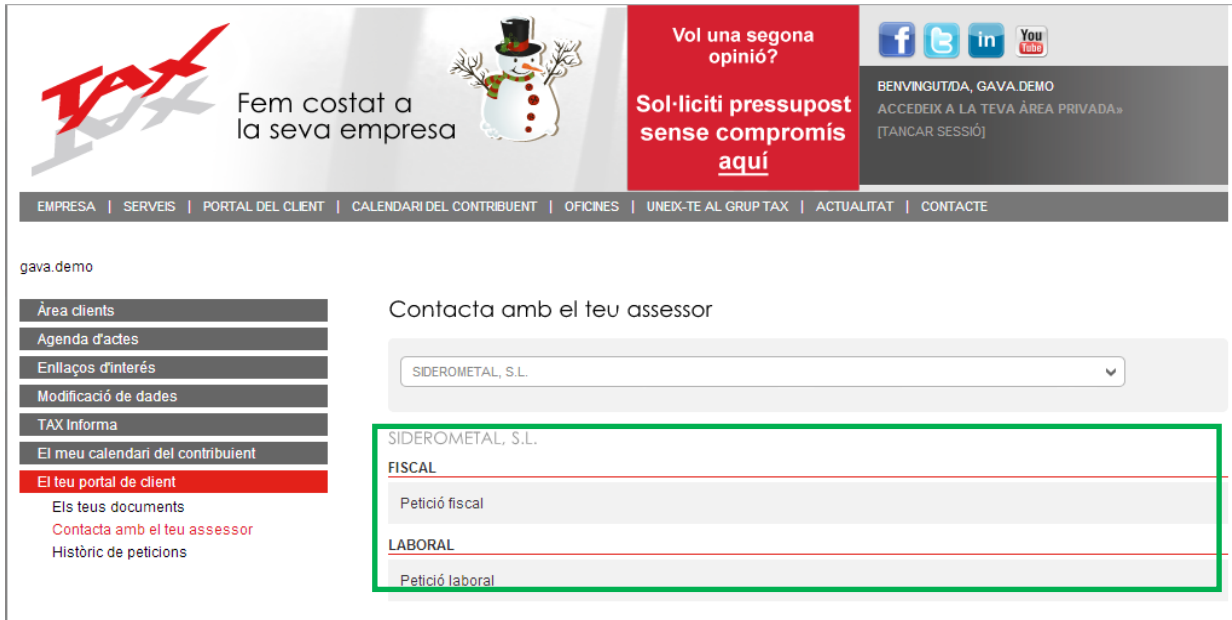 TAX
Fem costat a
la seva empresa
Vol una segona
opinió?
Sol·liciti pressupost
sense compromís
aquí
f
in
You
Tube
BENVINGUT/DA, GAVA.DEMO
ACCEDEIX A LA TEVA ÀREA PRIVADA»
[TANCAR SESSIÓ]
EMPRESA | SERVEIS | PORTAL DEL CLIENT | CALENDARI DEL CONTRIBUENT | OFICINES | UNEIX-TE AL GRUP TAX | ACTUALITAT | CONTACTE
gava.demo
Àrea clients
Agenda d'actes
Enllaços d'interés
Modificació de dades
TAX Informa
El meu calendari del contribuient
El teu portal de client
Els teus documents
Contacta amb el teu assessor
Històric de peticions
Contacta amb el teu assessor
SIDEROMETAL, S.L.
SIDEROMETAL, S.L.
FISCAL
Petició fiscal
LABORAL
Petició laboral